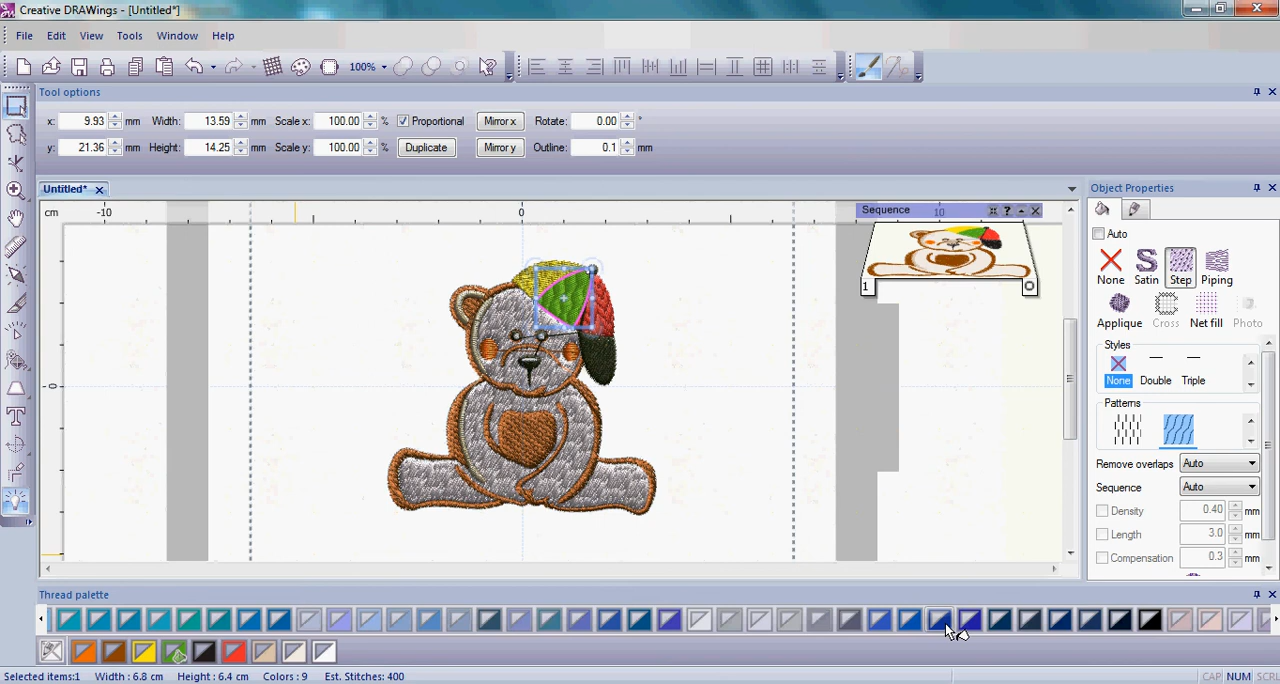 Creative DRAWings - [Untitled*]
File Edit View Tools Window Help
100%
Tool options
x: 9.93 mm Width: 13.59 mm Scale x: 100.00 % Proportional Mirror x Rotate: 0.00 °
y: 21.36 mm Height: 14.25 mm Scale y: 100.00 % Duplicate Mirror y Outline: 0.1 mm
Untitled*
Object Properties
cm -10 0 10
Sequence
1
Auto
None Satin Step Piping
Applique Cross Net fill Photo
Styles
None Double Triple
Patterns
-0
Remove overlaps Auto
Sequence Auto
Density 0.40 mm
Length 3.0 mm
Compensation 0.3 mm
Thread palette
Selected items:1 Width : 6.8 cm Height : 6.4 cm Colors : 9 Est. Stitches: 400 CAP NUM SCRL